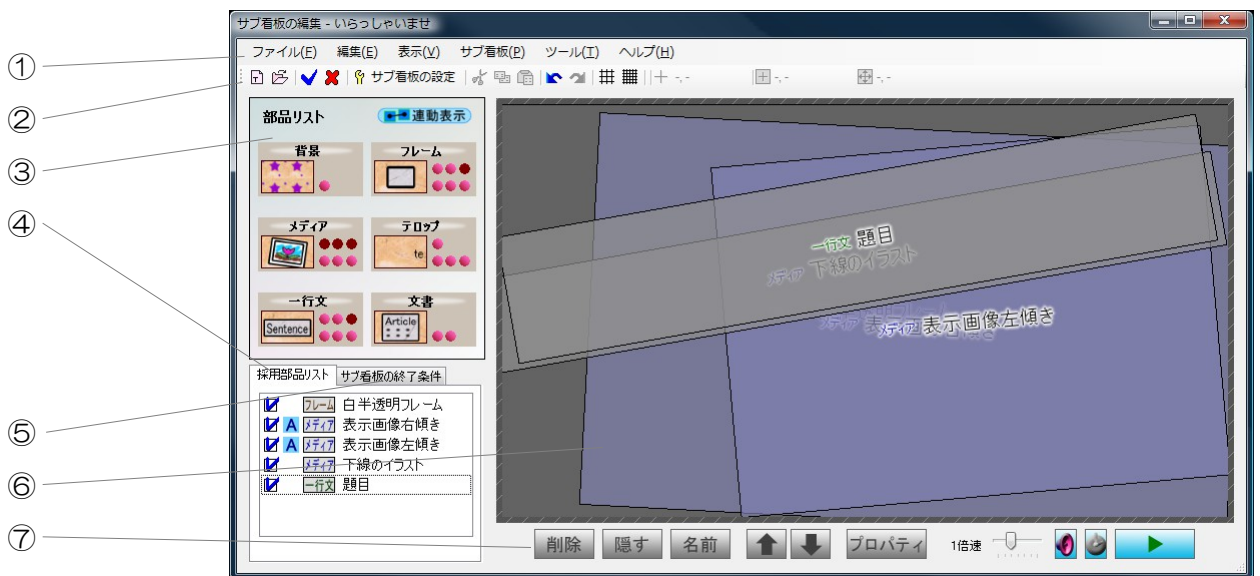 サブ看板の編集 - いらっしゃいませ
ファイル(F) 編集(E) 表示(V) サブ看板(P) ツール(T) ヘルプ(H)
サブ看板の設定 -,- -,- -,-
①
②
③
④
⑤
⑥
⑦
部品リスト 連動表示
背景 フレーム
メディア テロップ
te
一行文 文書
Sentence Article
採用部品リスト サブ看板の終了条件
フレーム 白半透明フレーム
A メディア 表示画像右傾き
A メディア 表示画像左傾き
メディア 下線のイラスト
一行文 題目
一行文 題目
メディア 下線のイラスト
メディア 表示画像左傾き
削除 隠す 名前 プロパティ 1倍速